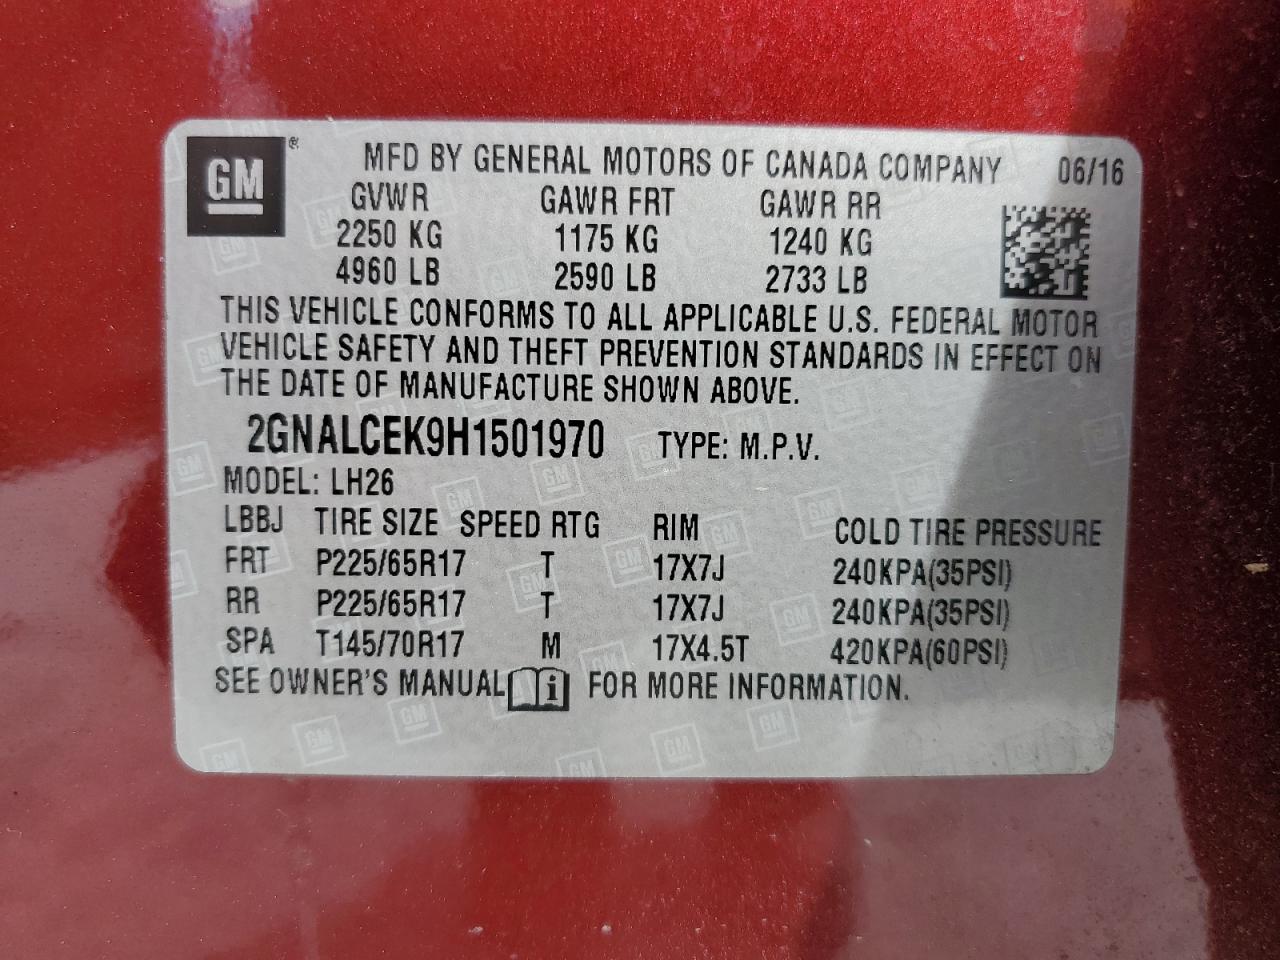 GM ®
MFD BY GENERAL MOTORS OF CANADA COMPANY 06/16
GVWR GAWR FRT GAWR RR
2250 KG 1175 KG 1240 KG
4960 LB 2590 LB 2733 LB
THIS VEHICLE CONFORMS TO ALL APPLICABLE U.S. FEDERAL MOTOR
VEHICLE SAFETY AND THEFT PREVENTION STANDARDS IN EFFECT ON
THE DATE OF MANUFACTURE SHOWN ABOVE.
2GNALCEK9H1501970 TYPE: M.P.V.
MODEL: LH26
LBBJ TIRE SIZE SPEED RTG RIM COLD TIRE PRESSURE
FRT P225/65R17 T 17X7J 240KPA(35PSI)
RR P225/65R17 T 17X7J 240KPA(35PSI)
SPA T145/70R17 M 17X4.5T 420KPA(60PSI)
SEE OWNER'S MANUAL i FOR MORE INFORMATION.